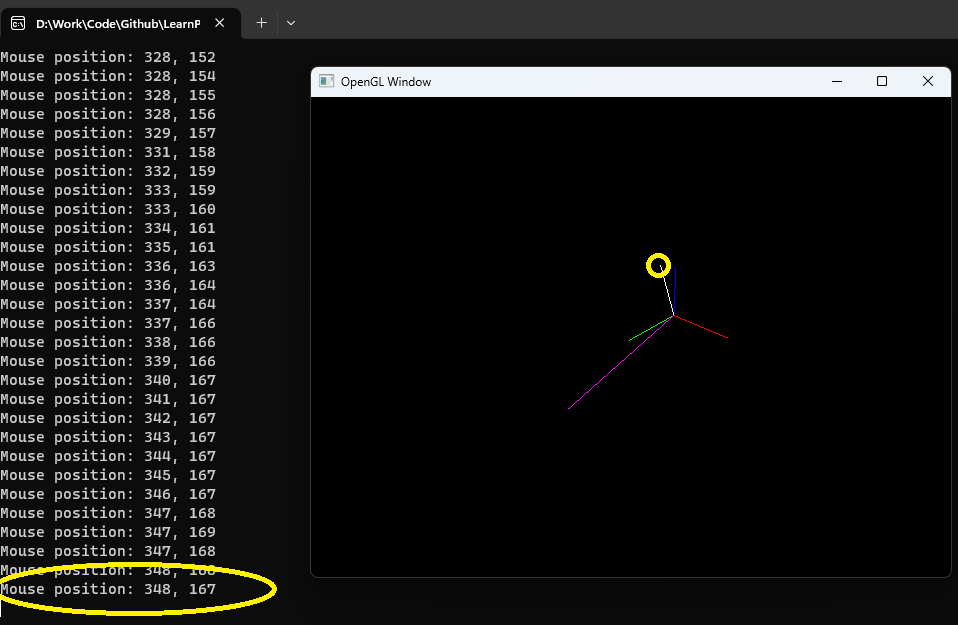 D:\Work\Code\Github\LearnP
Mouse position: 328, 152
Mouse position: 328, 154
Mouse position: 328, 155
Mouse position: 328, 156
Mouse position: 329, 157
Mouse position: 331, 158
Mouse position: 332, 159
Mouse position: 333, 159
Mouse position: 333, 160
Mouse position: 334, 161
Mouse position: 335, 161
Mouse position: 336, 163
Mouse position: 336, 164
Mouse position: 337, 164
Mouse position: 337, 166
Mouse position: 338, 166
Mouse position: 339, 166
Mouse position: 340, 167
Mouse position: 341, 167
Mouse position: 342, 167
Mouse position: 343, 167
Mouse position: 344, 167
Mouse position: 345, 167
Mouse position: 346, 167
Mouse position: 347, 168
Mouse position: 347, 169
Mouse position: 347, 168
Mouse position: 348,
Mouse position: 348, 167
OpenGL Window